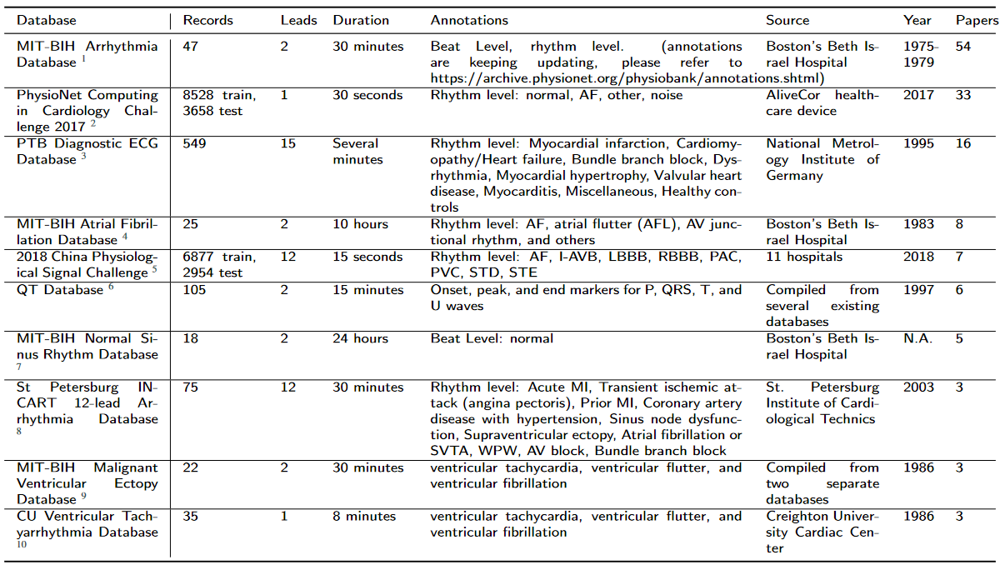 Database Records Leads Duration Annotations Source Year Papers
MIT-BIH Arrhythmia 47 2 30 minutes Beat Level, rhythm level. (annotations Boston's Beth Is- 1975- 54
Database 1 are keeping updating, please refer to rael Hospital 1979
https://archive.physionet.org/physiobank/annotations.shtml)
PhysioNet Computing 8528 train, 1 30 seconds Rhythm level: normal, AF, other, noise AliveCor health- 2017 33
in Cardiology Chal- 3658 test care device
lenge 2017 2
PTB Diagnostic ECG 549 15 Several Rhythm level: Myocardial infarction, Cardiomy- National Metrol- 1995 16
Database 3 minutes opathy/Heart failure, Bundle branch block, Dys- ogy Institute of
rhythmia, Myocardial hypertrophy, Valvular heart Germany
disease, Myocarditis, Miscellaneous, Healthy con-
trols
MIT-BIH Atrial Fibril- 25 2 10 hours Rhythm level: AF, atrial flutter (AFL), AV junc- Boston's Beth Is- 1983 8
lation Database 4 tional rhythm, and others rael Hospital
2018 China Physiolog- 6877 train, 12 15 seconds Rhythm level: AF, I-AVB, LBBB, RBBB, PAC, 11 hospitals 2018 7
ical Signal Challenge 5 2954 test PVC, STD, STE
QT Database 6 105 2 15 minutes Onset, peak, and end markers for P, QRS, T, and Compiled from 1997 6
U waves several existing
databases
MIT-BIH Normal Si- 18 2 24 hours Beat Level: normal Boston's Beth Is- N.A. 5
nus Rhythm Database rael Hospital
7
St Petersburg IN- 75 12 30 minutes Rhythm level: Acute MI, Transient ischemic at- St. Petersburg 2003 3
CART 12-lead Ar- tack (angina pectoris), Prior MI, Coronary artery Institute of Cardi-
rhythmia Database disease with hypertension, Sinus node dysfunc- ological Technics
8 tion, Supraventricular ectopy, Atrial fibrillation or
SVTA, WPW, AV block, Bundle branch block
MIT-BIH Malignant 22 2 30 minutes ventricular tachycardia, ventricular flutter, and Compiled from 1986 3
Ventricular Ectopy ventricular fibrillation two separate
Database 9 databases
CU Ventricular Tach- 35 1 8 minutes ventricular tachycardia, ventricular flutter, and Creighton Univer- 1986 3
yarrhythmia Database ventricular fibrillation sity Cardiac Cen-
10 ter